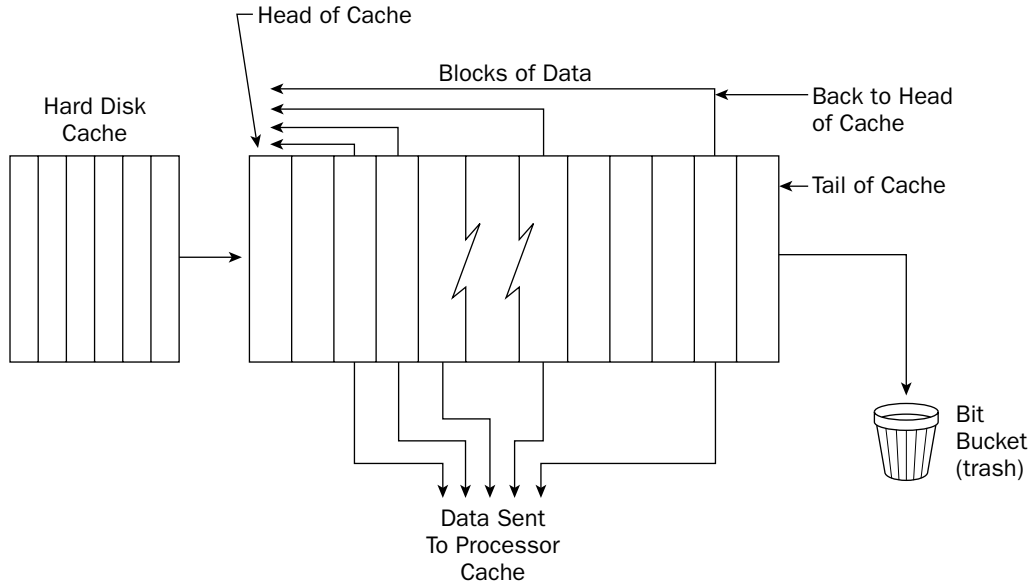 Head of Cache
Blocks of Data
Hard Disk
Cache
Back to Head
of Cache
Tail of Cache
Bit
Bucket
(trash)
Data Sent
To Processor
Cache